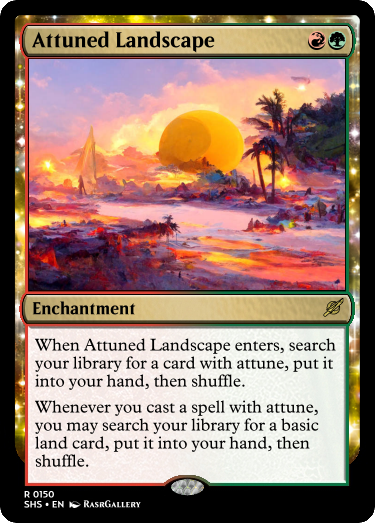 Attuned Landscape
Enchantment
When Attuned Landscape enters, search
your library for a card with attune, put it
into your hand, then shuffle.
Whenever you cast a spell with attune,
you may search your library for a basic
land card, put it into your hand, then
shuffle.
R 0150
SHS • EN RasrGallery